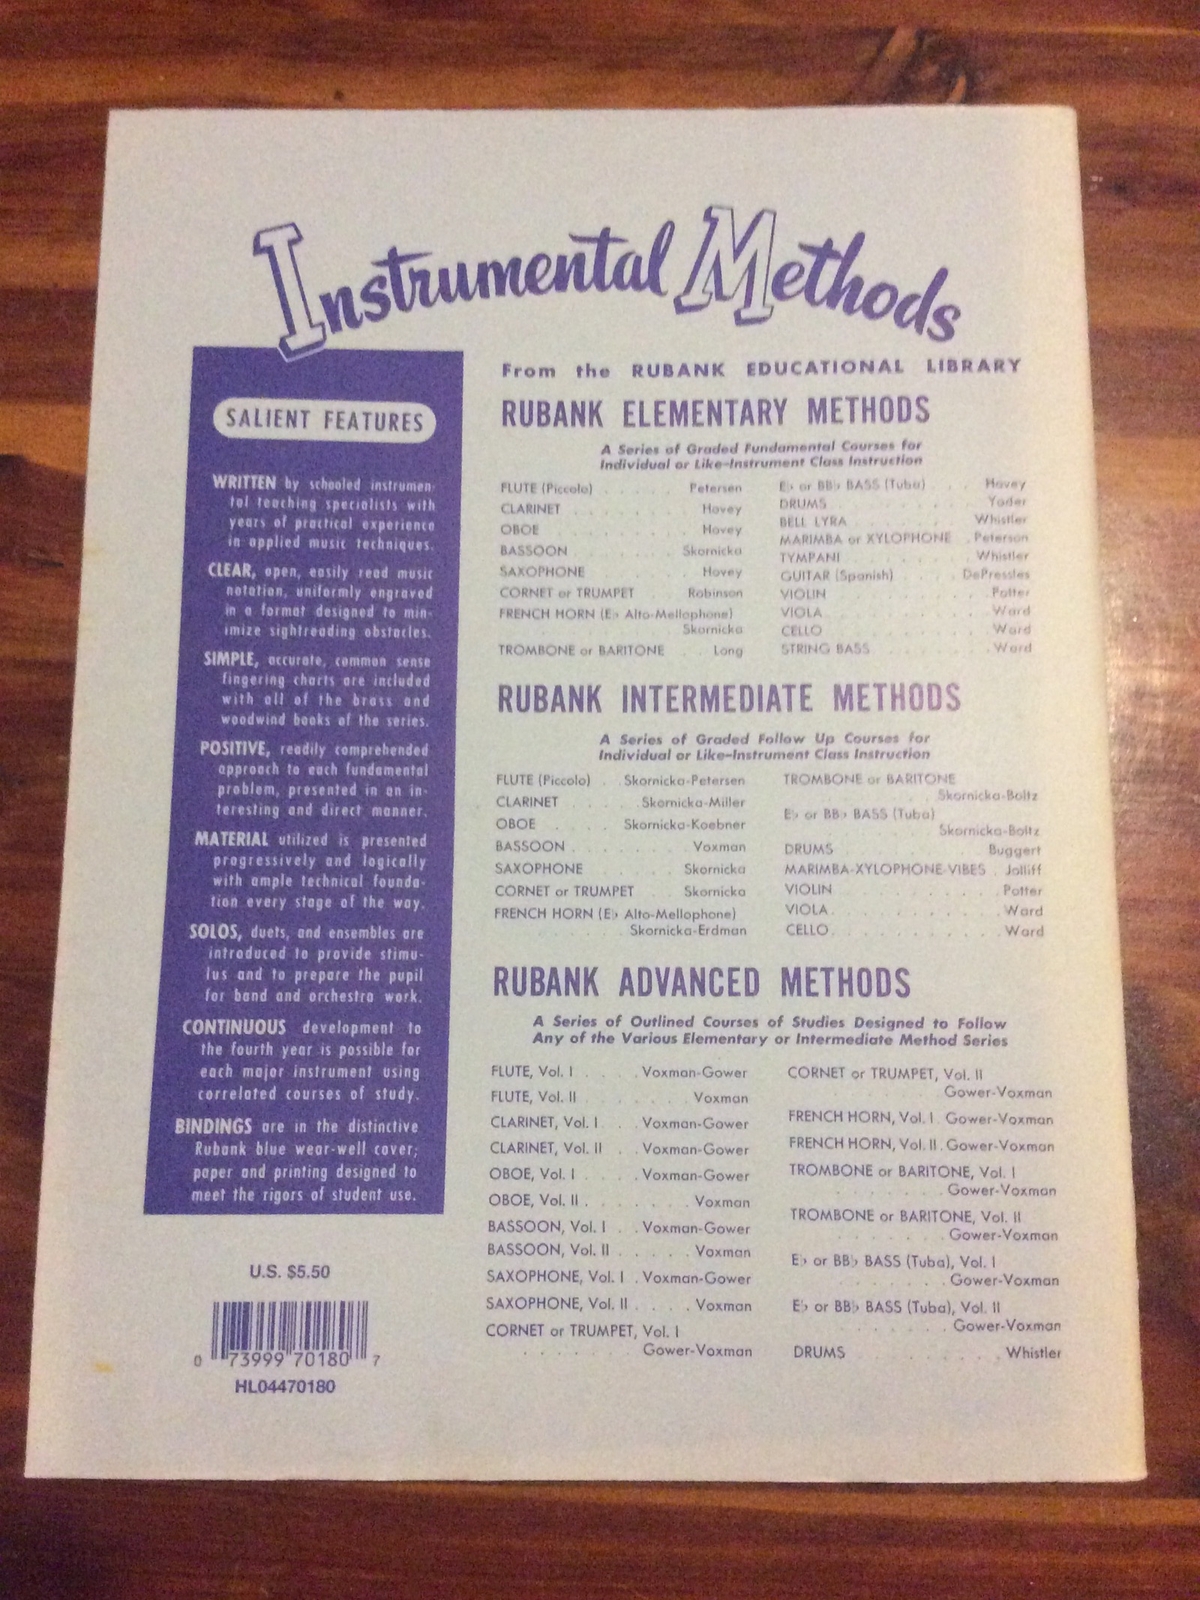 Instrumental Methods
SALIENT FEATURES
WRITTEN by schooled instrumen-
tal teaching specialists with
years of practical experience
in applied music techniques.
CLEAR, open, easily read music
notation, uniformly engraved
in a format designed to min-
imize sightreading obstacles.
SIMPLE, accurate, common sense
fingering charts are included
with all of the brass and
woodwind books of the series.
POSITIVE, readily comprehended
approach to each fundamental
problem, presented in an in-
teresting and direct manner.
MATERIAL utilized is presented
progressively and logically
with ample technical founda-
tion every stage of the way.
SOLOS, duets, and ensembles are
introduced to provide stimu-
lus and to prepare the pupil
for band and orchestra work.
CONTINUOUS development to
the fourth year is possible for
each major instrument using
correlated courses of study.
BINDINGS are in the distinctive
Rubank blue wear-well cover;
paper and printing designed to
meet the rigors of student use.
U.S. $5.50
0 73999 70180 7
HL04470180
From the RUBANK EDUCATIONAL LIBRARY
RUBANK ELEMENTARY METHODS
A Series of Graded Fundamental Courses for
Individual or Like-Instrument Class Instruction
FLUTE (Piccolo) . . . . . Petersen
CLARINET . . . . . Hovey
OBOE . . . . . Hovey
BASSOON . . . . . Skornicka
SAXOPHONE . . . . . Hovey
CORNET or TRUMPET . . . Robinson
FRENCH HORN (E♭ Alto-Mellophone)
. . . . . Skornicka
TROMBONE or BARITONE . . Long
E♭ or BB♭ BASS (Tuba) . . . Hovey
DRUMS . . . . . Yoder
BELL LYRA . . . . . Whistler
MARIMBA or XYLOPHONE . Peterson
TYMPANI . . . . . Whistler
GUITAR (Spanish) . . . . DePressles
VIOLIN . . . . . Potter
VIOLA . . . . . Ward
CELLO . . . . . Ward
STRING BASS . . . . . Ward
RUBANK INTERMEDIATE METHODS
A Series of Graded Follow Up Courses for
Individual or Like-Instrument Class Instruction
FLUTE (Piccolo) . . Skornicka-Petersen
CLARINET . . . . Skornicka-Miller
OBOE . . . . Skornicka-Koebner
BASSOON . . . . . Voxman
SAXOPHONE . . . . . Skornicka
CORNET or TRUMPET . . . Skornicka
FRENCH HORN (E♭ Alto-Mellophone)
Skornicka-Erdman
TROMBONE or BARITONE
Skornicka-Boltz
E♭ or BB♭ BASS (Tuba)
Skornicka-Boltz
DRUMS . . . . . Buggert
MARIMBA-XYLOPHONE-VIBES . Jolliff
VIOLIN . . . . . Potter
VIOLA . . . . . Ward
CELLO . . . . . Ward
RUBANK ADVANCED METHODS
A Series of Outlined Courses of Studies Designed to Follow
Any of the Various Elementary or Intermediate Method Series
FLUTE, Vol. I . . . . Voxman-Gower
FLUTE, Vol. II . . . . . Voxman
CLARINET, Vol. I . . . Voxman-Gower
CLARINET, Vol. II . . . Voxman-Gower
OBOE, Vol. I . . . . Voxman-Gower
OBOE, Vol. II . . . . . Voxman
BASSOON, Vol. I . . Voxman-Gower
BASSOON, Vol. II . . . . . Voxman
SAXOPHONE, Vol. I . Voxman-Gower
SAXOPHONE, Vol. II . . . . Voxman
CORNET or TRUMPET, Vol. I
. . . . . . Gower-Voxman
CORNET or TRUMPET, Vol. II
. . . . . . Gower-Voxman
FRENCH HORN, Vol. I . Gower-Voxman
FRENCH HORN, Vol. II . Gower-Voxman
TROMBONE or BARITONE, Vol. I
. . . . . . Gower-Voxman
TROMBONE or BARITONE, Vol. II
. . . . . . Gower-Voxman
E♭ or BB♭ BASS (Tuba), Vol. I
. . . . . . Gower-Voxman
E♭ or BB♭ BASS (Tuba), Vol. II
. . . . . . Gower-Voxman
DRUMS . . . . . Whistler